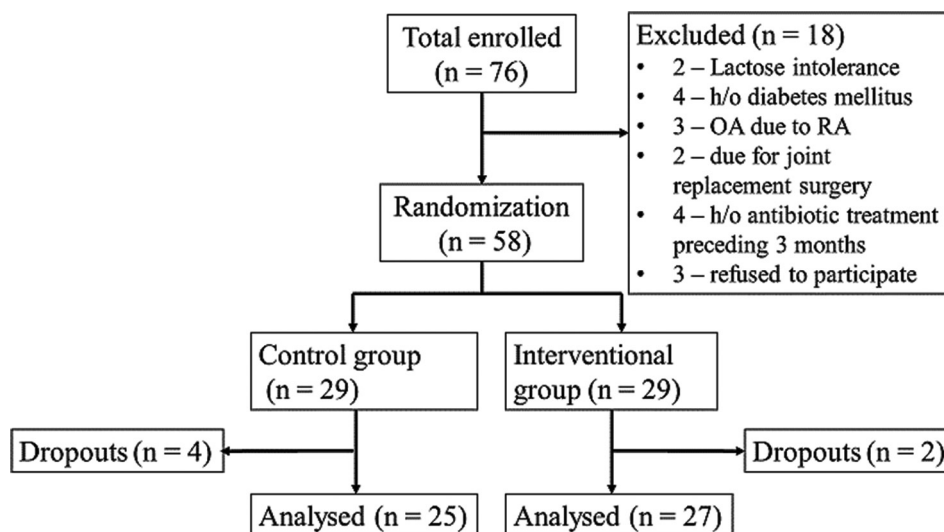 Total enrolled
(n = 76)
Excluded (n = 18)
• 2 – Lactose intolerance
• 4 – h/o diabetes mellitus
• 3 – OA due to RA
• 2 – due for joint
replacement surgery
• 4 – h/o antibiotic treatment
preceding 3 months
• 3 – refused to participate
Randomization
(n = 58)
Control group
(n = 29)
Interventional
group (n = 29)
Dropouts (n = 4)
Dropouts (n = 2)
Analysed (n = 25)
Analysed (n = 27)